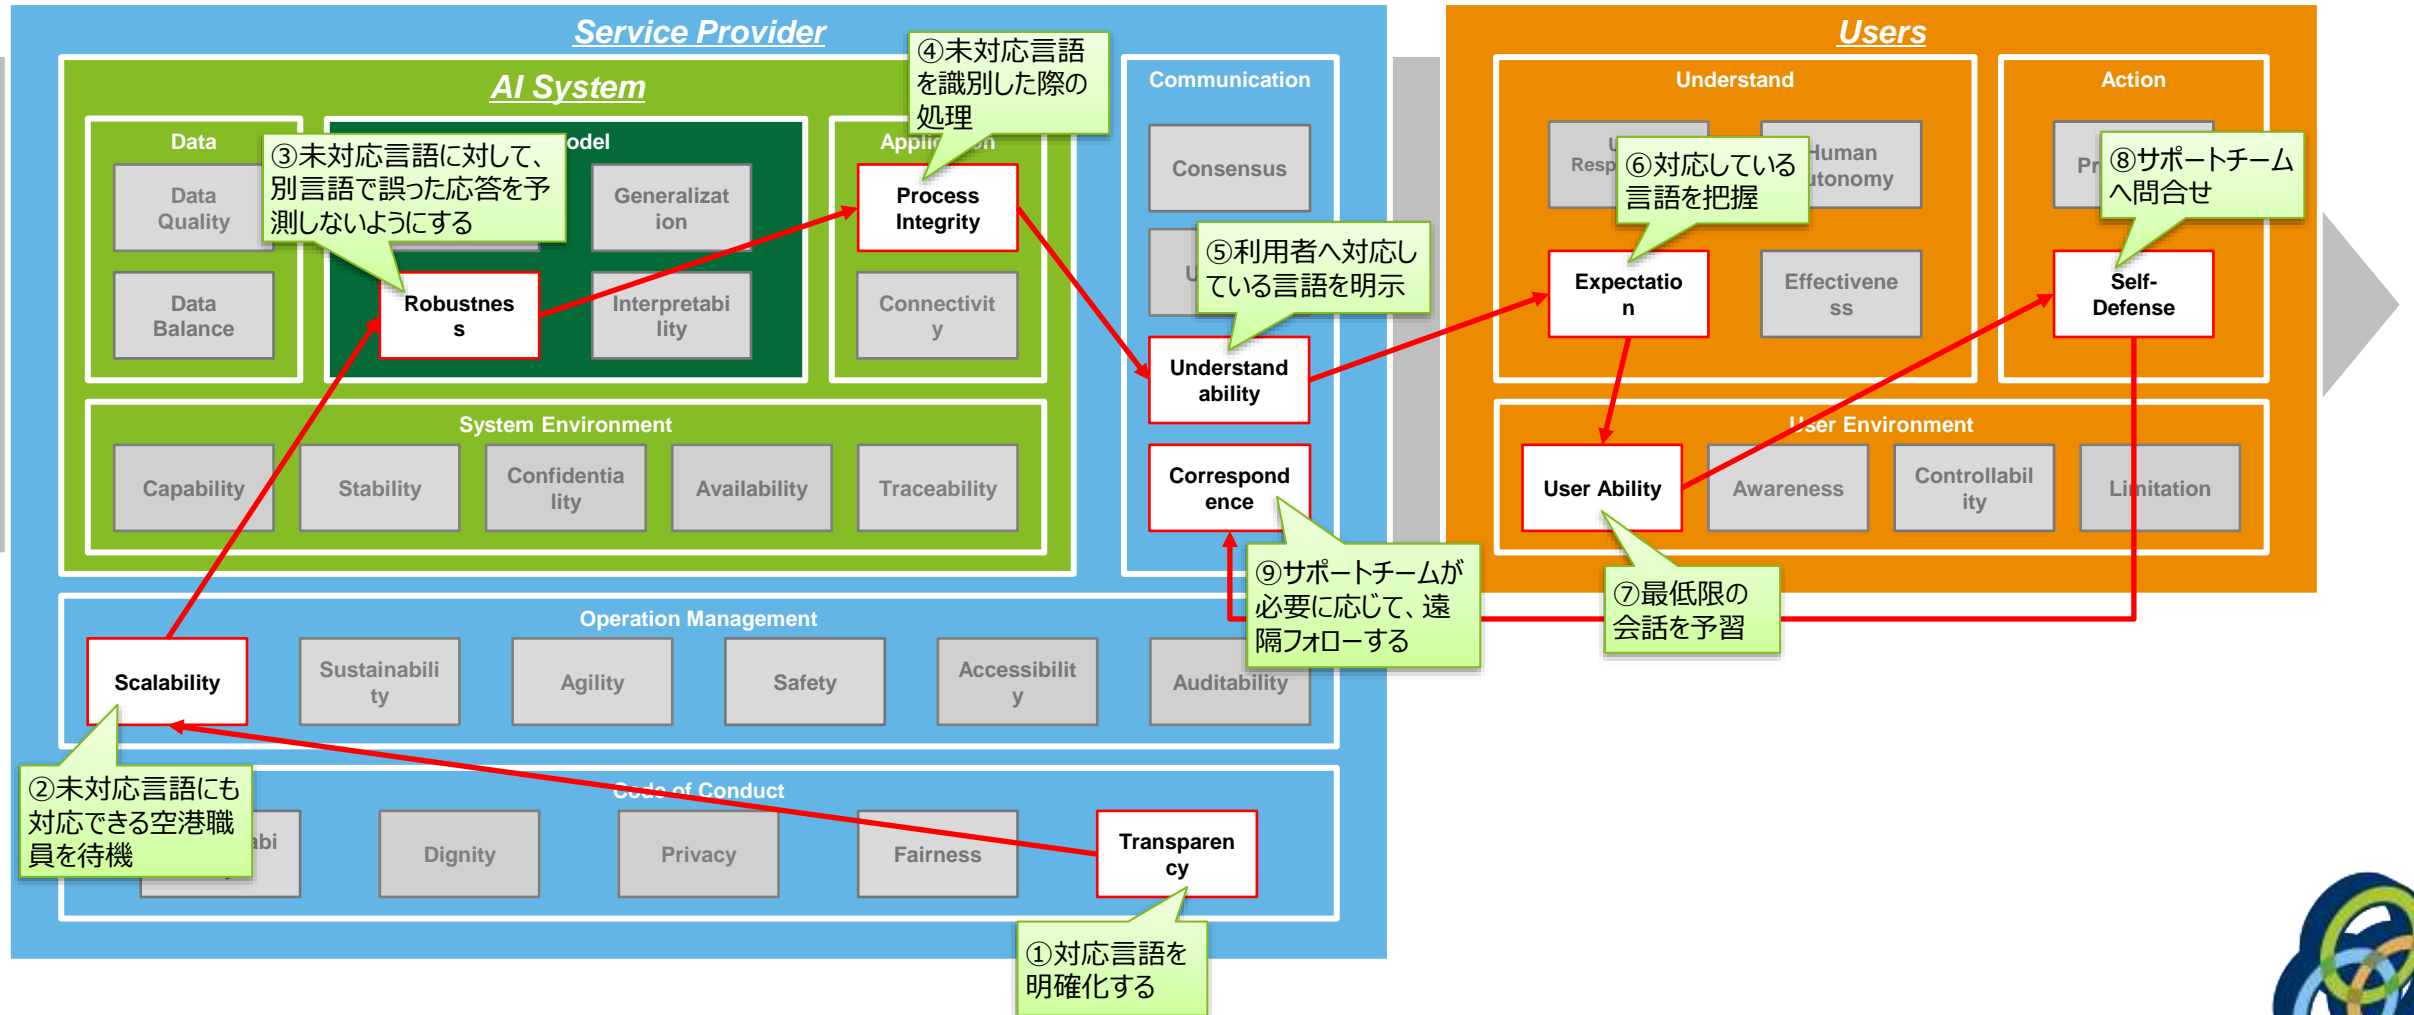 Service Provider
AI System
Data
Data
Quality
Data
Balance
③未対応言語に対して、
別言語で誤った応答を予
測しないようにする
Generalizat
ion
Robustnes
s
Interpretabi
lity
④未対応言語
を識別した際の
処理
Process
Integrity
Connectivit
y
System Environment
Capability
Stability
Confidentia
lity
Availability
Traceability
Communication
Consensus
⑤利用者へ対応し
ている言語を明示
Understand
ability
Correspond
ence
⑨サポートチームが
必要に応じて、遠
隔フォローする
Operation Management
Scalability
Sustainabili
ty
Agility
Safety
Accessibilit
y
Auditability
②未対応言語にも
対応できる空港職
員を待機
Code of Conduct
Dignity
Privacy
Fairness
Transparen
cy
①対応言語を
明確化する
Users
Understand
⑥対応している
言語を把握
Human
Expectatio
n
Effectivene
ss
Action
⑧サポートチーム
へ問合せ
Self-
Defense
User Environment
User Ability
Awareness
Controllabil
ity
Limitation
⑦最低限の
会話を予習